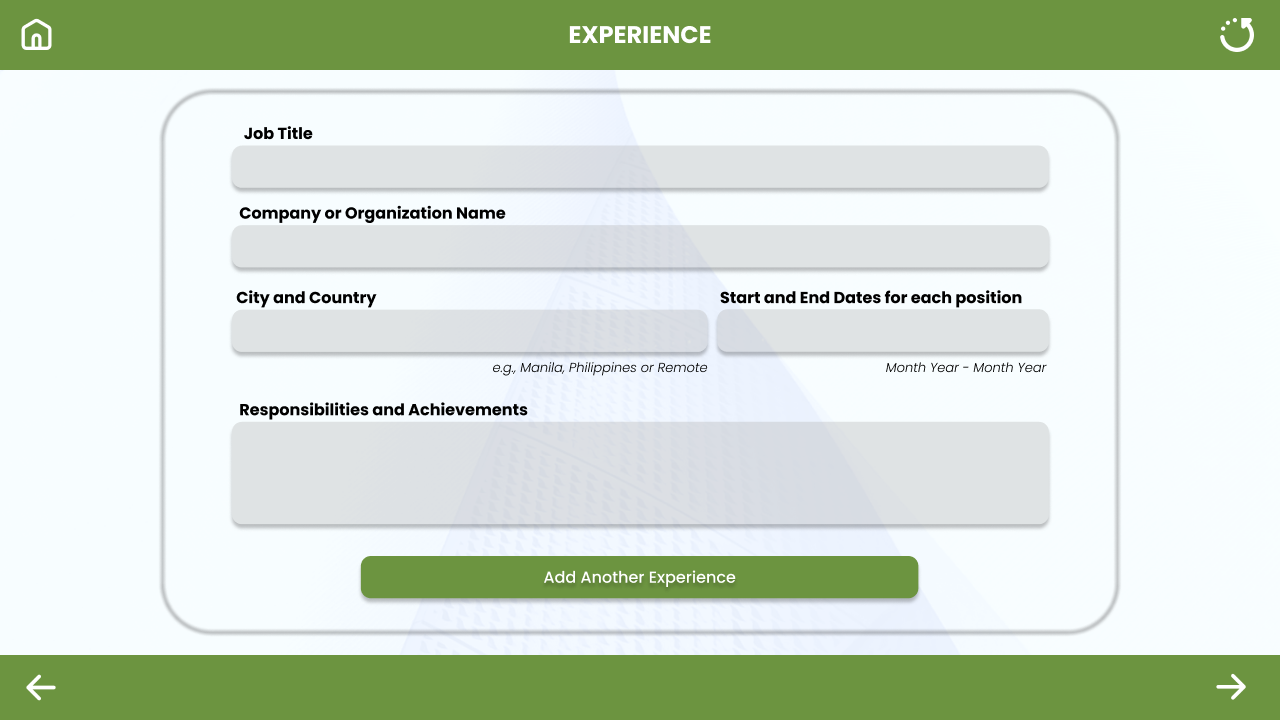 EXPERIENCE
Job Title
Company or Organization Name
City and Country
Start and End Dates for each position
e.g., Manila, Philippines or Remote
Month Year - Month Year
Responsibilities and Achievements
Add Another Experience